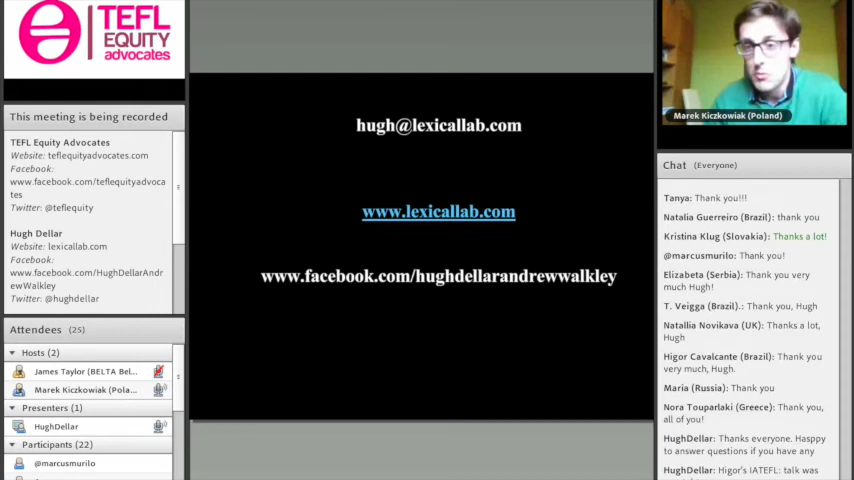 TEFL
EQUITY
advocates
This meeting is being recorded
TEFL Equity Advocates
Website: teflequityadvocates.com
Facebook:
www.facebook.com/teflequityadvoca
tes
Twitter: @teflequity
Hugh Dellar
Website: lexicallab.com
Facebook:
www.facebook.com/HughDellarAndr
ewWalkley
Twitter: @hughdellar
Attendees (25)
Hosts (2)
James Taylor (BELTA Bel...
Marek Kiczkowiak (Pola...
Presenters (1)
HughDellar
Participants (22)
@marcusmurilo
hugh@lexicallab.com
www.lexicallab.com
www.facebook.com/hughdellarandrewwalkley
Marek Kiczkowiak (Poland)
Chat (Everyone)
Tanya: Thank you!!!
Natalia Guerreiro (Brazil): thank you
Kristina Klug (Slovakia): Thanks a lot!
@marcusmurilo: Thank you!
Elizabeta (Serbia): Thank you very
much Hugh!
T. Veigga (Brazil).: Thank you, Hugh
Natallia Novikava (UK): Thanks a lot,
Hugh
Higor Cavalcante (Brazil): Thank you
very much, Hugh.
Maria (Russia): Thank you
Nora Touparlaki (Greece): Thank you,
all of you!
HughDellar: Thanks everyone. Hasppy
to answer questions if you have any
HughDellar: Higor's IATEFL: talk was